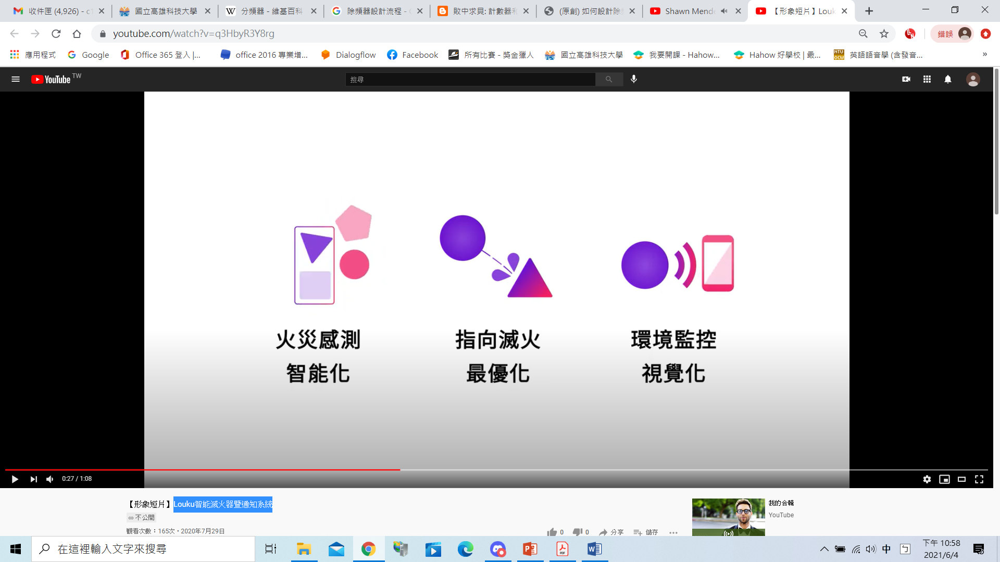 收件匣 (4,926) - c1
國立高雄科技大學
分頻器 - 維基百科
除頻器設計流程 - G
敗中求貝: 計數器和
(原創) 如何設計除頻
Shawn Mende
【形象短片】Louk
youtube.com/watch?v=q3HbyR3Y8rg
錯誤
應用程式
Google
Office 365 登入 |...
office 2016 專業增...
Dialogflow
Facebook
所有比賽 - 獎金獵人
國立高雄科技大學
我要開課 - Hahow...
Hahow 好學校 | 最...
NTU OCW
英語語音學 (含發音...
»
YouTube TW
搜尋
火災感測
智能化
指向滅火
最優化
環境監控
視覺化
0:27 / 1:08
【形象短片】Louku智能滅火器暨通知系統
不公開
觀看次數：165次・2020年7月29日
0
0
分享
儲存
我的合輯
YouTube
在這裡輸入文字來搜尋
中
ㄅ
下午 10:58
2021/6/4